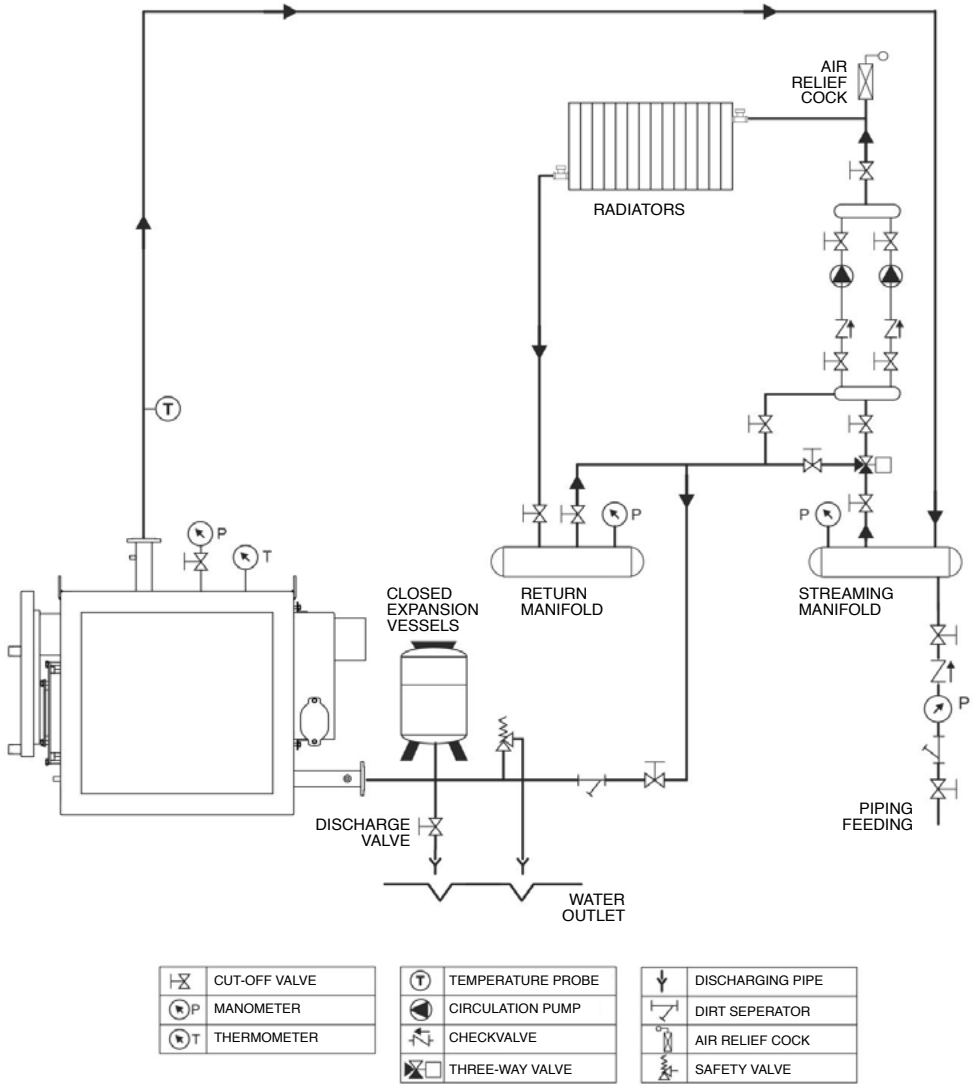 AIR
RELIEF
COCK
RADIATORS
T
P
T
P
P
RETURN
MANIFOLD
STREAMING
MANIFOLD
CLOSED
EXPANSION
VESSELS
P
DISCHARGE
VALVE
PIPING
FEEDING
WATER
OUTLET
CUT-OFF VALVE
P MANOMETER
T THERMOMETER
T TEMPERATURE PROBE
CIRCULATION PUMP
CHECKVALVE
THREE-WAY VALVE
DISCHARGING PIPE
DIRT SEPERATOR
AIR RELIEF COCK
SAFETY VALVE